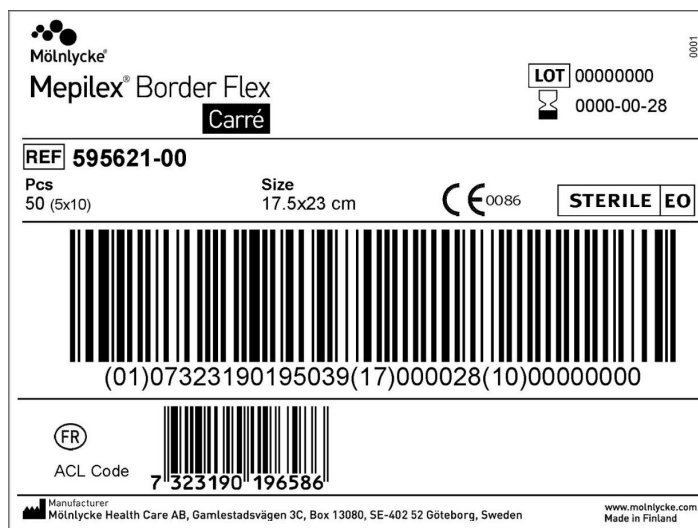 Mölnlycke®
Mepilex® Border Flex
Carré
0001
LOT 00000000
0000-00-28
REF 595621-00
Pcs
50 (5x10)
Size
17.5x23 cm
CE 0086
STERILE EO
(01)07323190195039(17)000028(10)00000000
FR
ACL Code
7 323190 196586
Manufacturer
Mölnlycke Health Care AB, Gamlestadsvägen 3C, Box 13080, SE-402 52 Göteborg, Sweden
www.molnlycke.com
Made in Finland